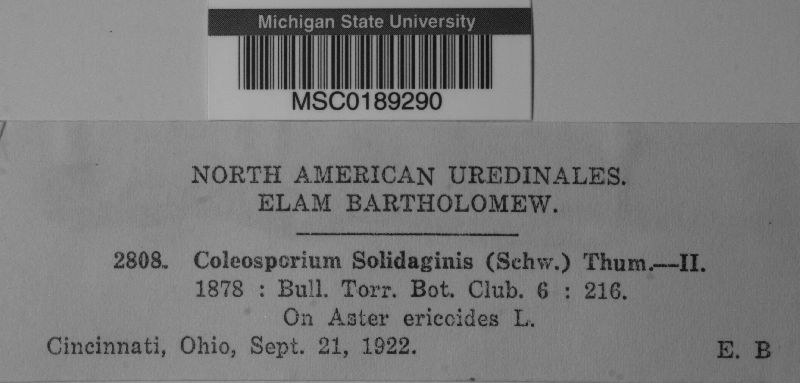 Michigan State University
MSC0189290
NORTH AMERICAN UREDINALES.
ELAM BARTHOLOMEW.
2808. Coleosporium Solidaginis (Schw.) Thum.—II.
1878 : Bull. Torr. Bot. Club. 6 : 216.
On Aster ericoides L.
Cincinnati, Ohio, Sept. 21, 1922.
E. B